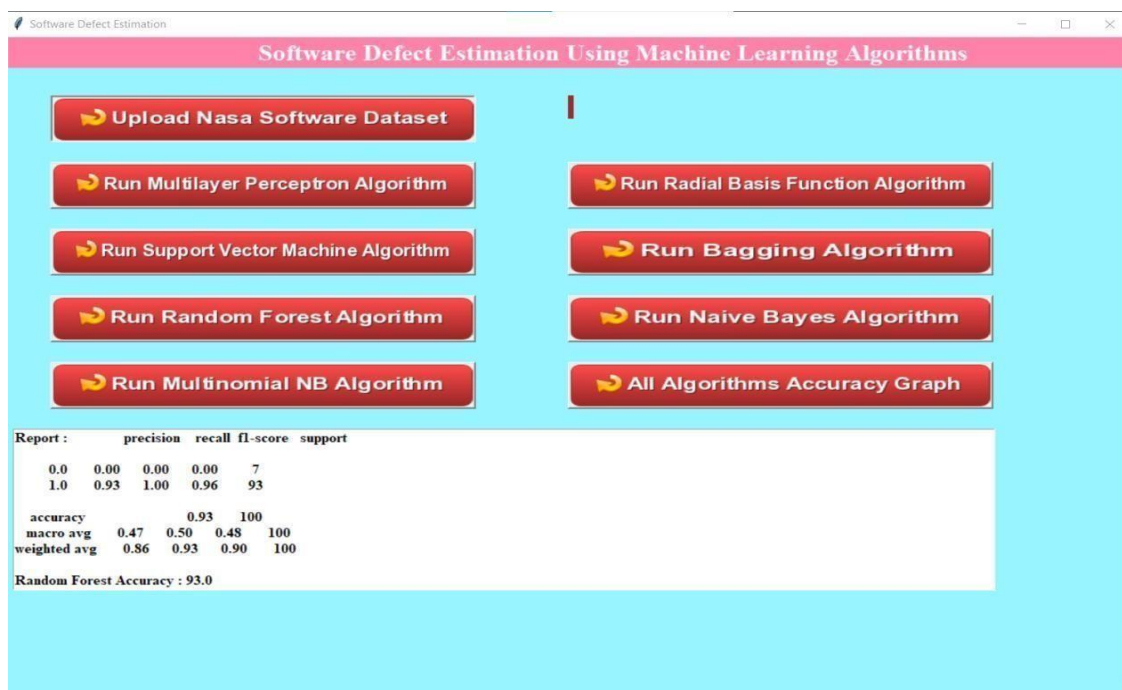 Software Defect Estimation
Software Defect Estimation Using Machine Learning Algorithms
Upload Nasa Software Dataset
Run Multilayer Perceptron Algorithm
Run Radial Basis Function Algorithm
Run Support Vector Machine Algorithm
Run Bagging Algorithm
Run Random Forest Algorithm
Run Naive Bayes Algorithm
Run Multinomial NB Algorithm
All Algorithms Accuracy Graph
Report : precision recall f1-score support
0.0 0.00 0.00 0.00 7
1.0 0.93 1.00 0.96 93
accuracy 0.93 100
macro avg 0.47 0.50 0.48 100
weighted avg 0.86 0.93 0.90 100
Random Forest Accuracy : 93.0